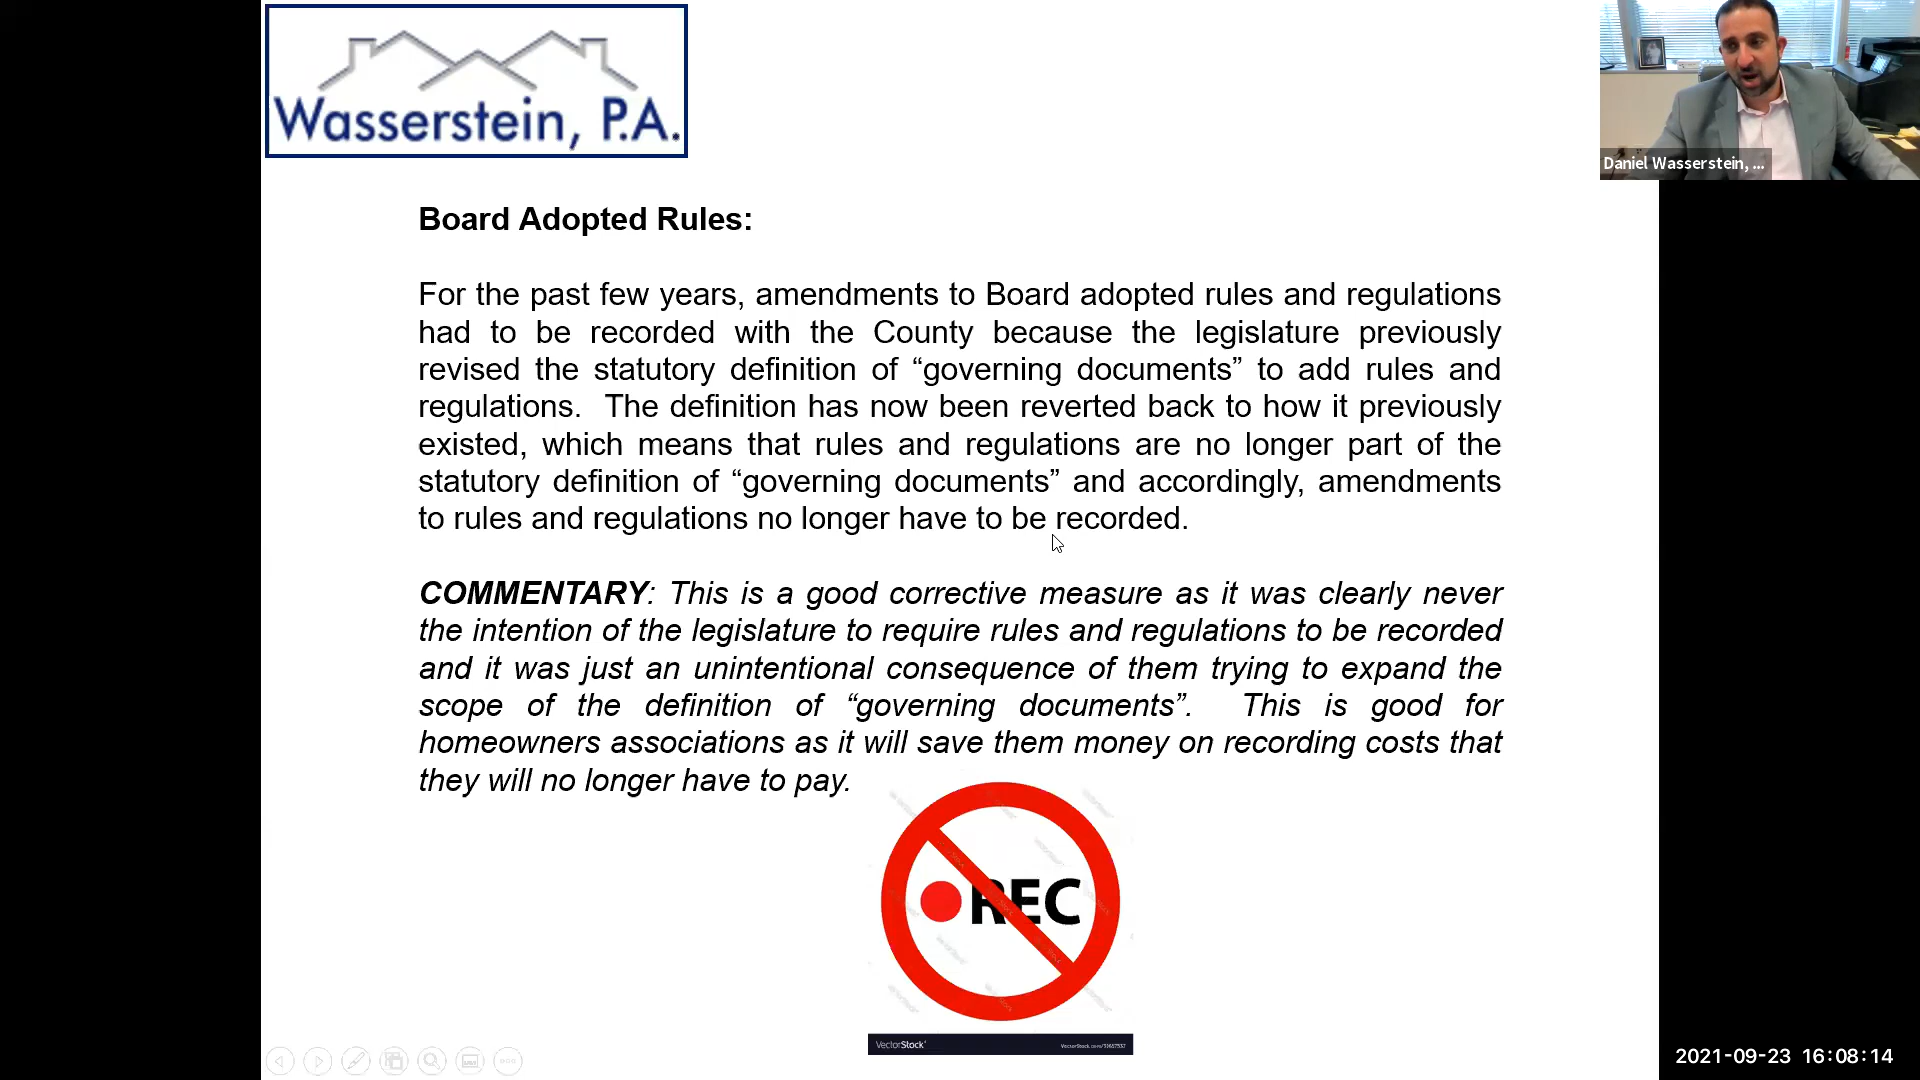 Wasserstein, P.A.
Daniel Wasserstein, ...
Board Adopted Rules:
For the past few years, amendments to Board adopted rules and regulations
had to be recorded with the County because the legislature previously
revised the statutory definition of “governing documents” to add rules and
regulations.  The definition has now been reverted back to how it previously
existed, which means that rules and regulations are no longer part of the
statutory definition of “governing documents” and accordingly, amendments
to rules and regulations no longer have to be recorded.
COMMENTARY: This is a good corrective measure as it was clearly never
the intention of the legislature to require rules and regulations to be recorded
and it was just an unintentional consequence of them trying to expand the
scope of the definition of “governing documents”.  This is good for
homeowners associations as it will save them money on recording costs that
they will no longer have to pay.
REC
VectorStock
2021-09-23 16:08:14